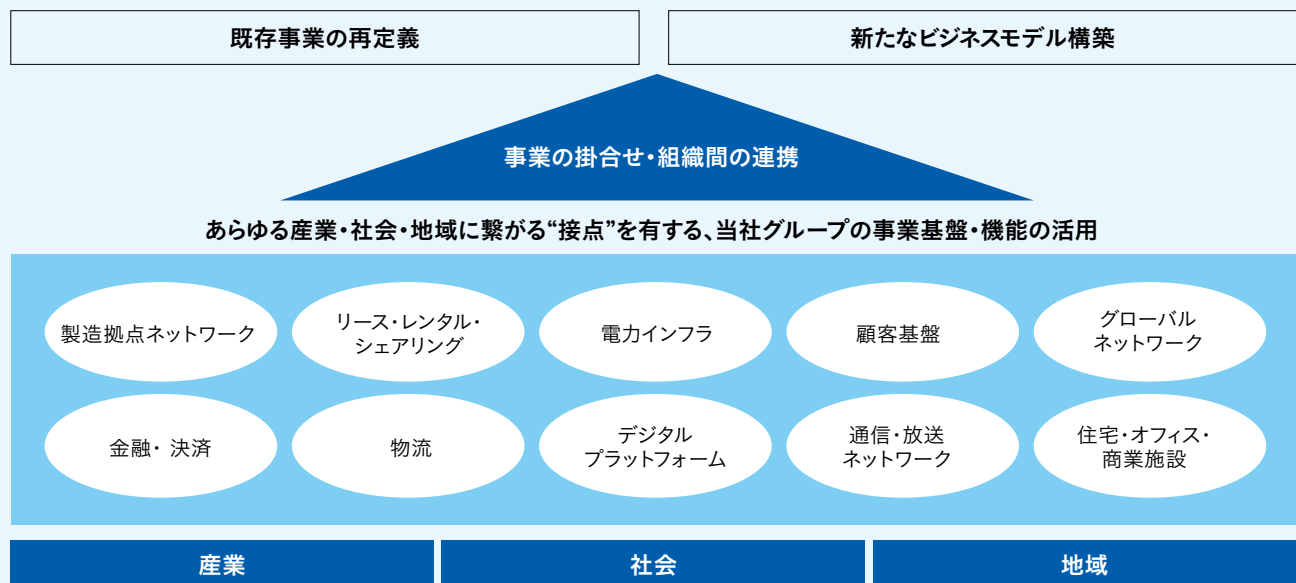 既存事業の再定義
新たなビジネスモデル構築
事業の掛合せ・組織間の連携
あらゆる産業・社会・地域に繋がる“接点”を有する、当社グループの事業基盤・機能の活用
製造拠点ネットワーク
リース・レンタル・
シェアリング
電力インフラ
顧客基盤
グローバル
ネットワーク
金融・ 決済
物流
デジタル
プラットフォーム
通信・放送
ネットワーク
住宅・オフィス・
商業施設
産業
社会
地域